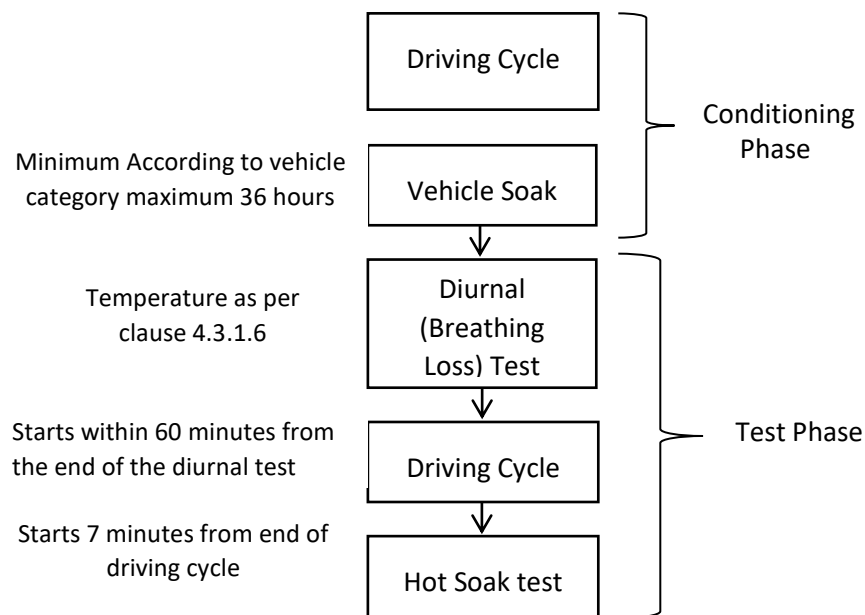 Driving Cycle
Conditioning
Phase
Minimum According to vehicle
category maximum 36 hours
Vehicle Soak
Temperature as per
clause 4.3.1.6
Diurnal
(Breathing
Loss) Test
Starts within 60 minutes from
the end of the diurnal test
Driving Cycle
Test Phase
Starts 7 minutes from end of
driving cycle
Hot Soak test